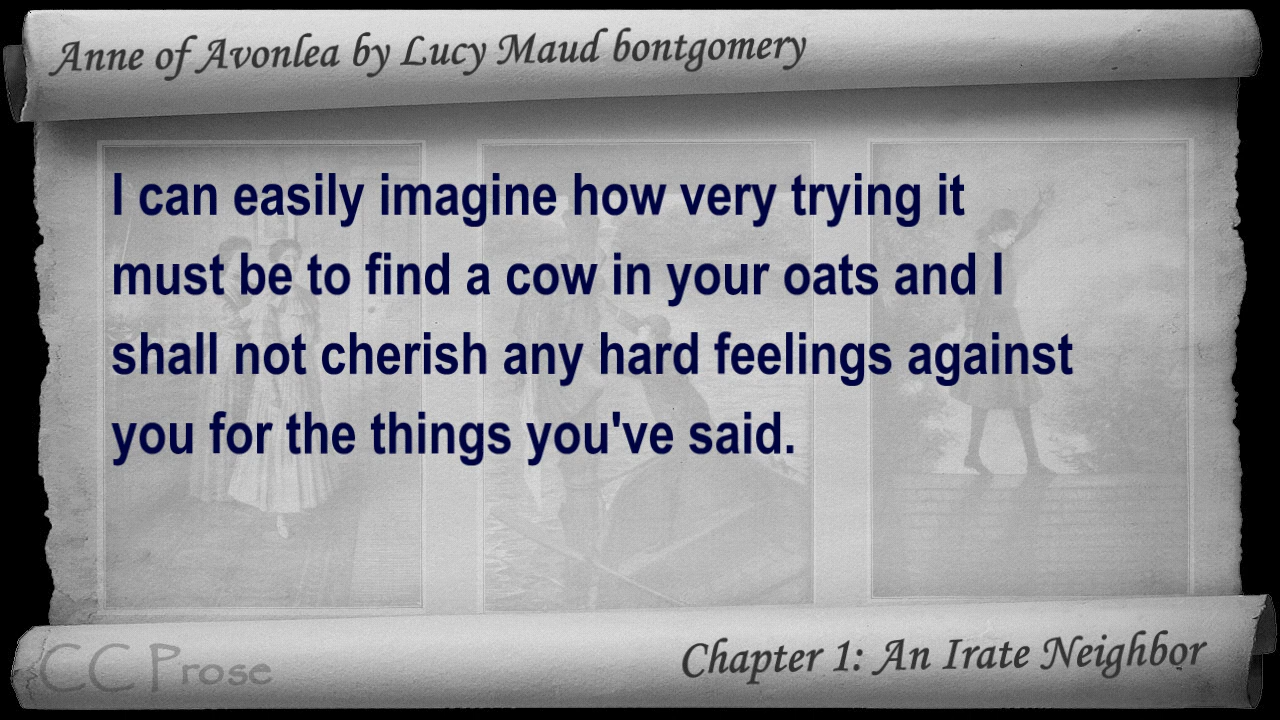 Anne of Avonlea by Lucy Maud bontgomery
I can easily imagine how very trying it
must be to find a cow in your oats and I
shall not cherish any hard feelings against
you for the things you've said.
CC Prose
Chapter 1: An Irate Neighbor